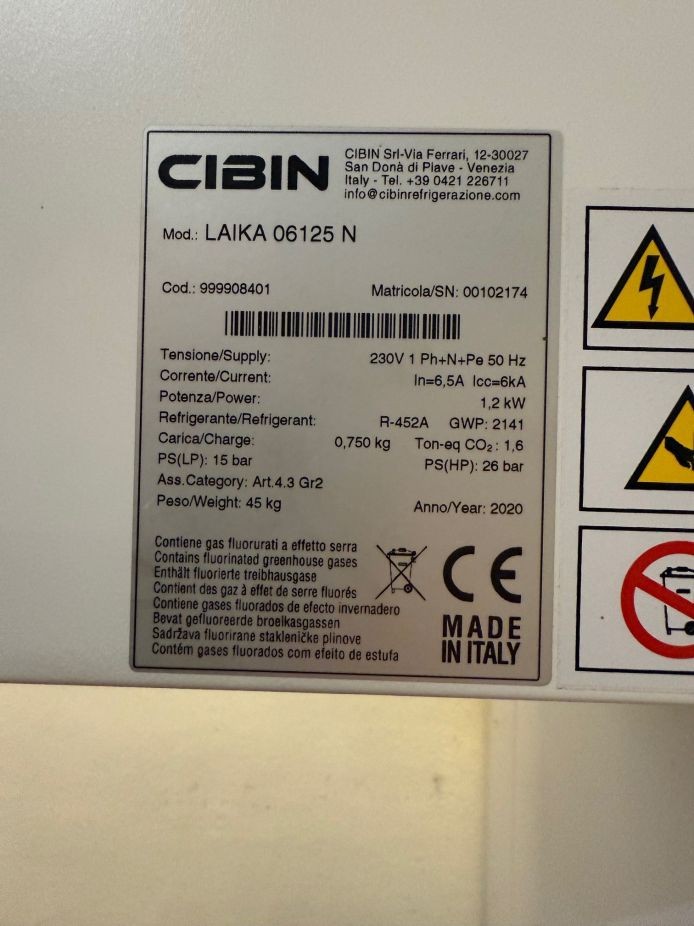 CIBIN
CIBIN Srl-Via Ferrari, 12-30027
San Donà di Piave - Venezia
Italy - Tel. +39 0421 226711
info@cibinrefrigerazione.com
Mod.: LAIKA 06125 N
Cod.: 999908401 Matricola/SN: 00102174
Tensione/Supply: 230V 1 Ph+N+Pe 50 Hz
Corrente/Current: In=6,5A Icc=6kA
Potenza/Power: 1,2 kW
Refrigerante/Refrigerant: R-452A GWP: 2141
Carica/Charge: 0,750 kg Ton-eq CO₂: 1,6
PS(LP): 15 bar PS(HP): 26 bar
Ass.Category: Art.4.3 Gr2
Peso/Weight: 45 kg Anno/Year: 2020
Contiene gas fluorurati a effetto serra
Contains fluorinated greenhouse gases
Enthält fluorierte treibhausgase
Contient des gaz à effet de serre fluorés
Contiene gases fluorados de efecto invernadero
Bevat gefluoreerde broelkasgassen
Sadržava fluorirane stakleničke plinove
Contém gases fluorados com efeito de estufa
CE
MADE
IN ITALY